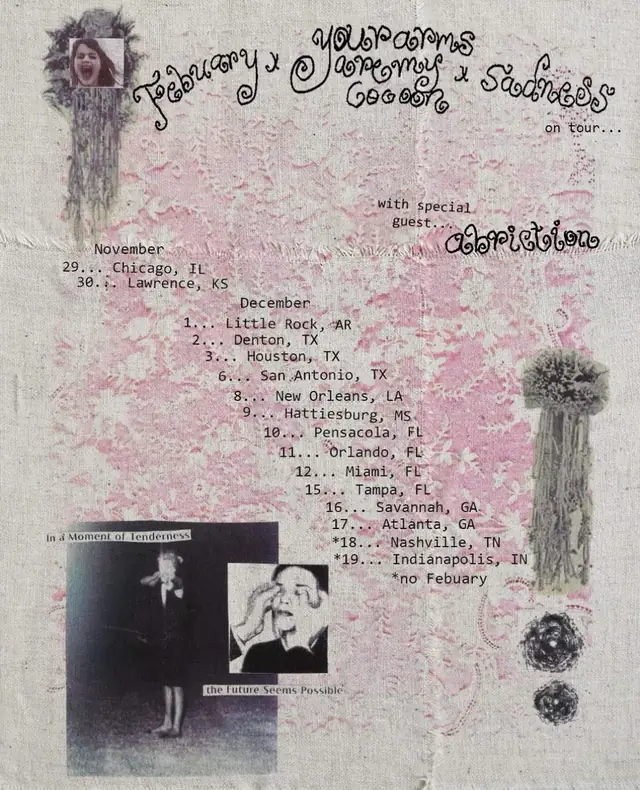 Febuary x your arms are my cocoon x sadness
on tour...
with special
guest...
abriction
November
29... Chicago, IL
30... Lawrence, KS
December
1... Little Rock, AR
2... Denton, TX
3... Houston, TX
6... San Antonio, TX
8... New Orleans, LA
9... Hattiesburg, MS
10... Pensacola, FL
11... Orlando, FL
12... Miami, FL
15... Tampa, FL
16... Savannah, GA
17... Atlanta, GA
*18... Nashville, TN
*19... Indianapolis, IN
*no Febuary
In a Moment of Tenderness
the Future Seems Possible